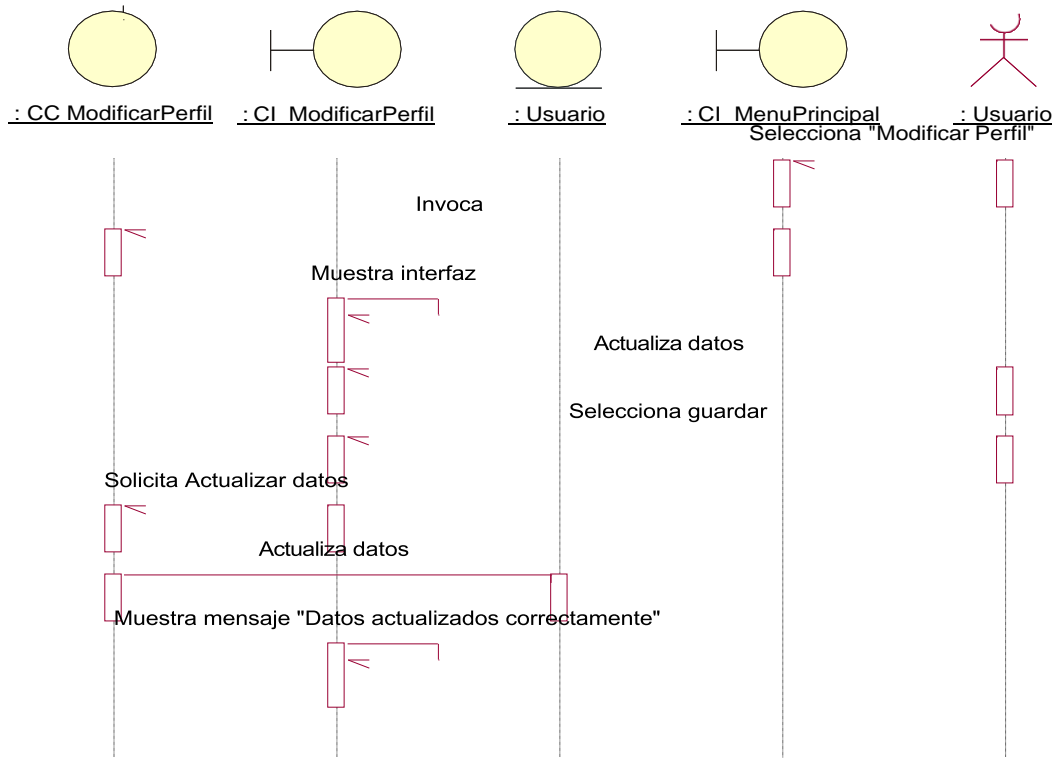 : CC ModificarPerfil
: CI_ModificarPerfil
: Usuario
: CI_MenuPrincipal
: Usuario
Selecciona "Modificar Perfil"
Invoca
Muestra interfaz
Actualiza datos
Selecciona guardar
Solicita Actualizar datos
Actualiza datos
Muestra mensaje "Datos actualizados correctamente"